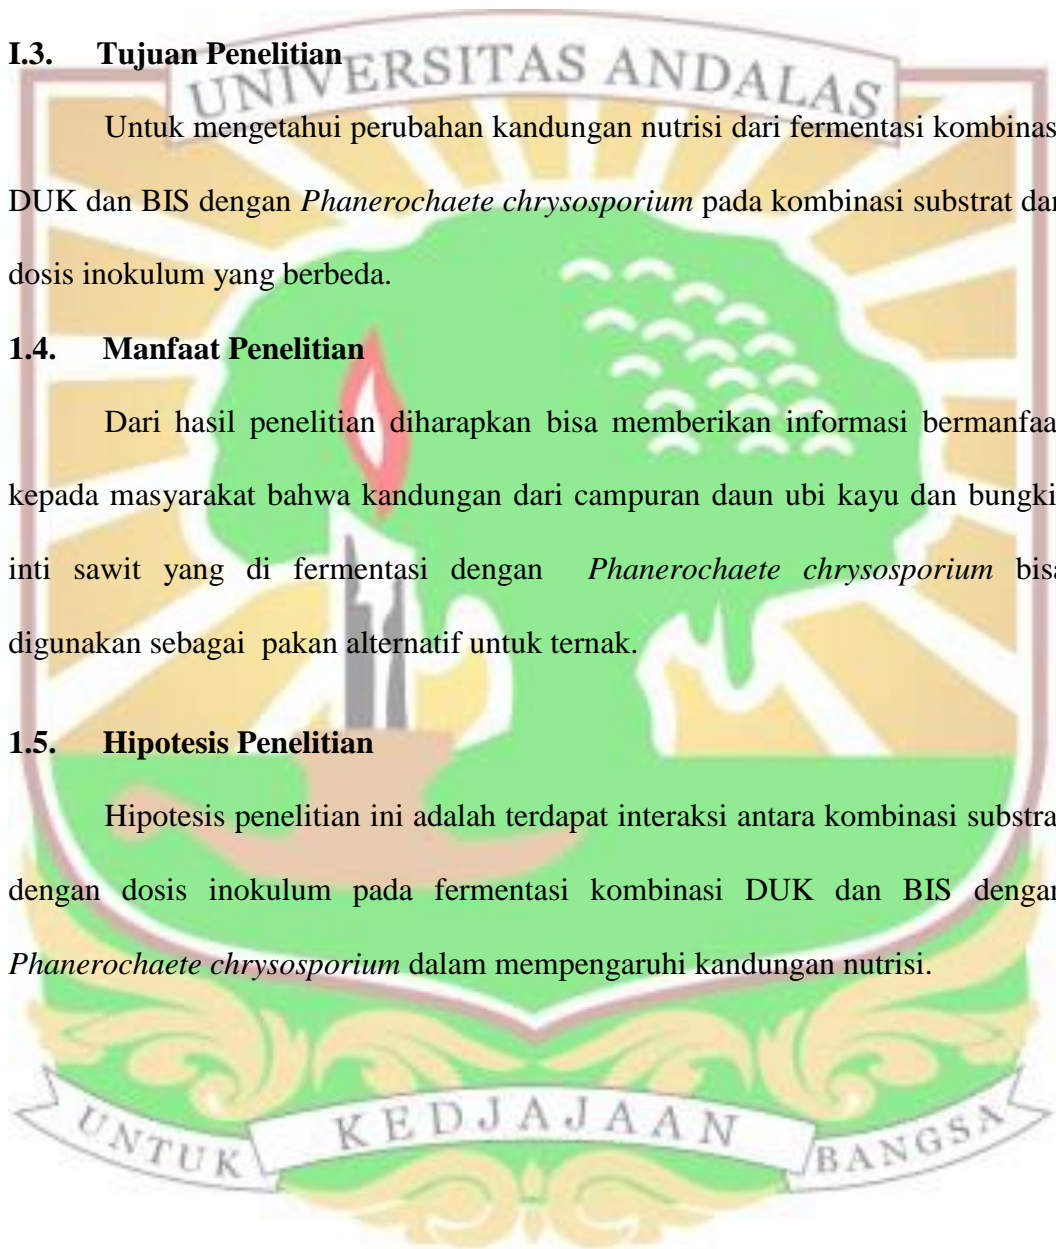 I.3. Tujuan Penelitian
UNIVERSITAS ANDALAS
Untuk mengetahui perubahan kandungan nutrisi dari fermentasi kombinasi
DUK dan BIS dengan Phanerochaete chrysosporium pada kombinasi substrat dan
dosis inokulum yang berbeda.
1.4. Manfaat Penelitian
Dari hasil penelitian diharapkan bisa memberikan informasi bermanfaa
kepada masyarakat bahwa kandungan dari campuran daun ubi kayu dan bungki
inti sawit yang di fermentasi dengan Phanerochaete chrysosporium bisa
digunakan sebagai pakan alternatif untuk ternak.
1.5. Hipotesis Penelitian
Hipotesis penelitian ini adalah terdapat interaksi antara kombinasi substra
dengan dosis inokulum pada fermentasi kombinasi DUK dan BIS dengan
Phanerochaete chrysosporium dalam mempengaruhi kandungan nutrisi.
UNTUK KEDJAJAAN BANGSA